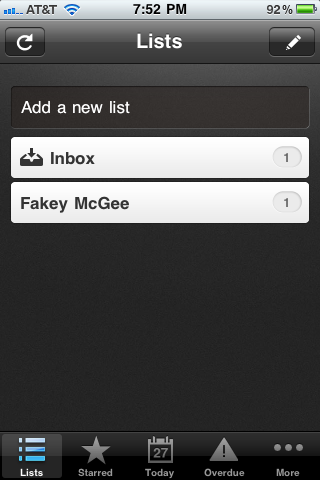 AT&T 7:52 PM 92%
Lists
Add a new list
Inbox 1
Fakey McGee 1
27
Lists Starred Today Overdue More